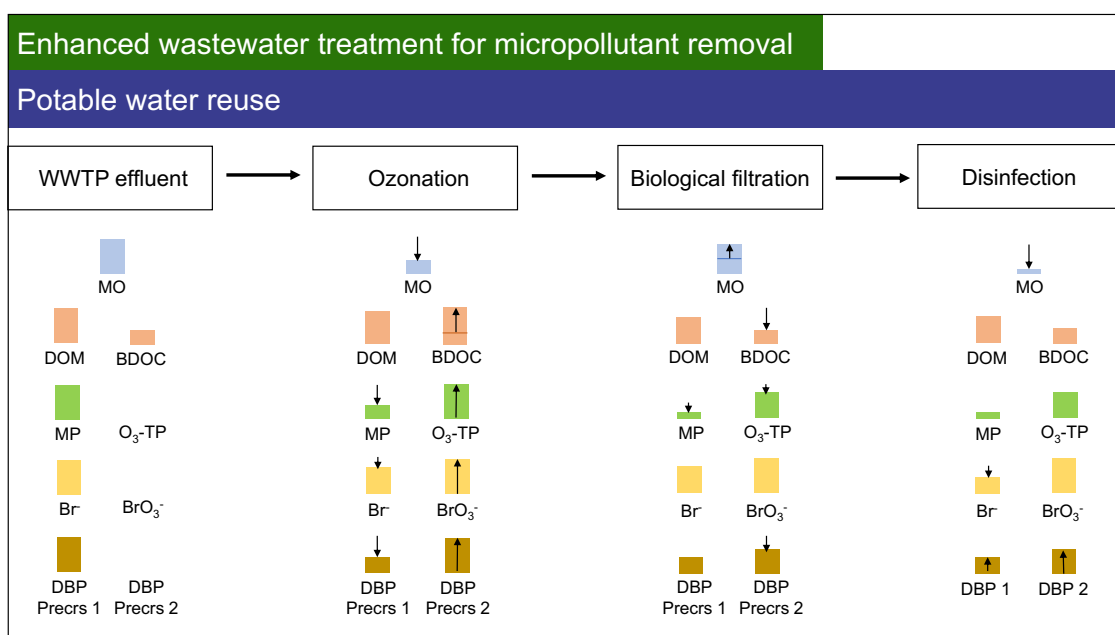 Enhanced wastewater treatment for micropollutant removal
Potable water reuse
WWTP effluent
Ozonation
Biological filtration
Disinfection
MO
MO
MO
MO
DOM
BDOC
DOM
BDOC
DOM
BDOC
DOM
BDOC
MP
O₃-TP
MP
O₃-TP
MP
O₃-TP
MP
O₃-TP
Br⁻
BrO₃⁻
Br⁻
BrO₃⁻
Br⁻
BrO₃⁻
Br⁻
BrO₃⁻
DBP
Precrs 1
DBP
Precrs 2
DBP
Precrs 1
DBP
Precrs 2
DBP
Precrs 1
DBP
Precrs 2
DBP 1
DBP 2